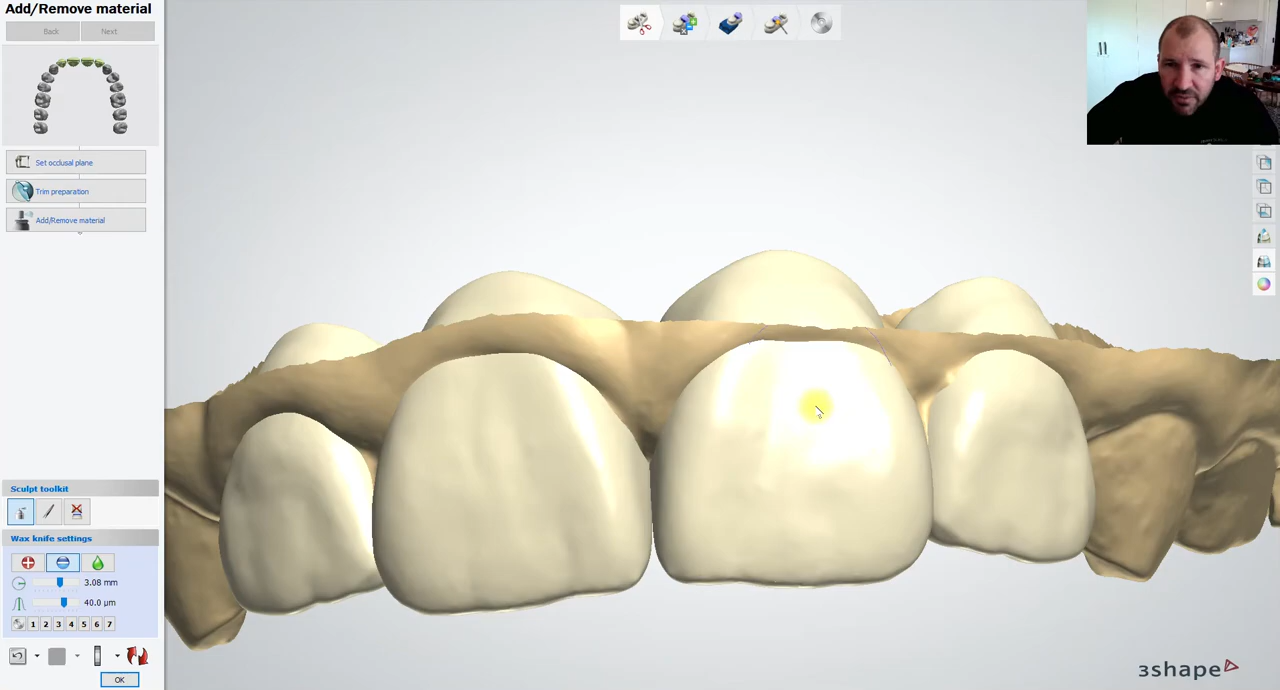 Add/Remove material
Back
Next
Set occlusal plane
Trim preparation
Add/Remove material
Sculpt toolkit
Wax knife settings
3.08 mm
40.0 µm
1 2 3 4 5 6 7
OK
3shape